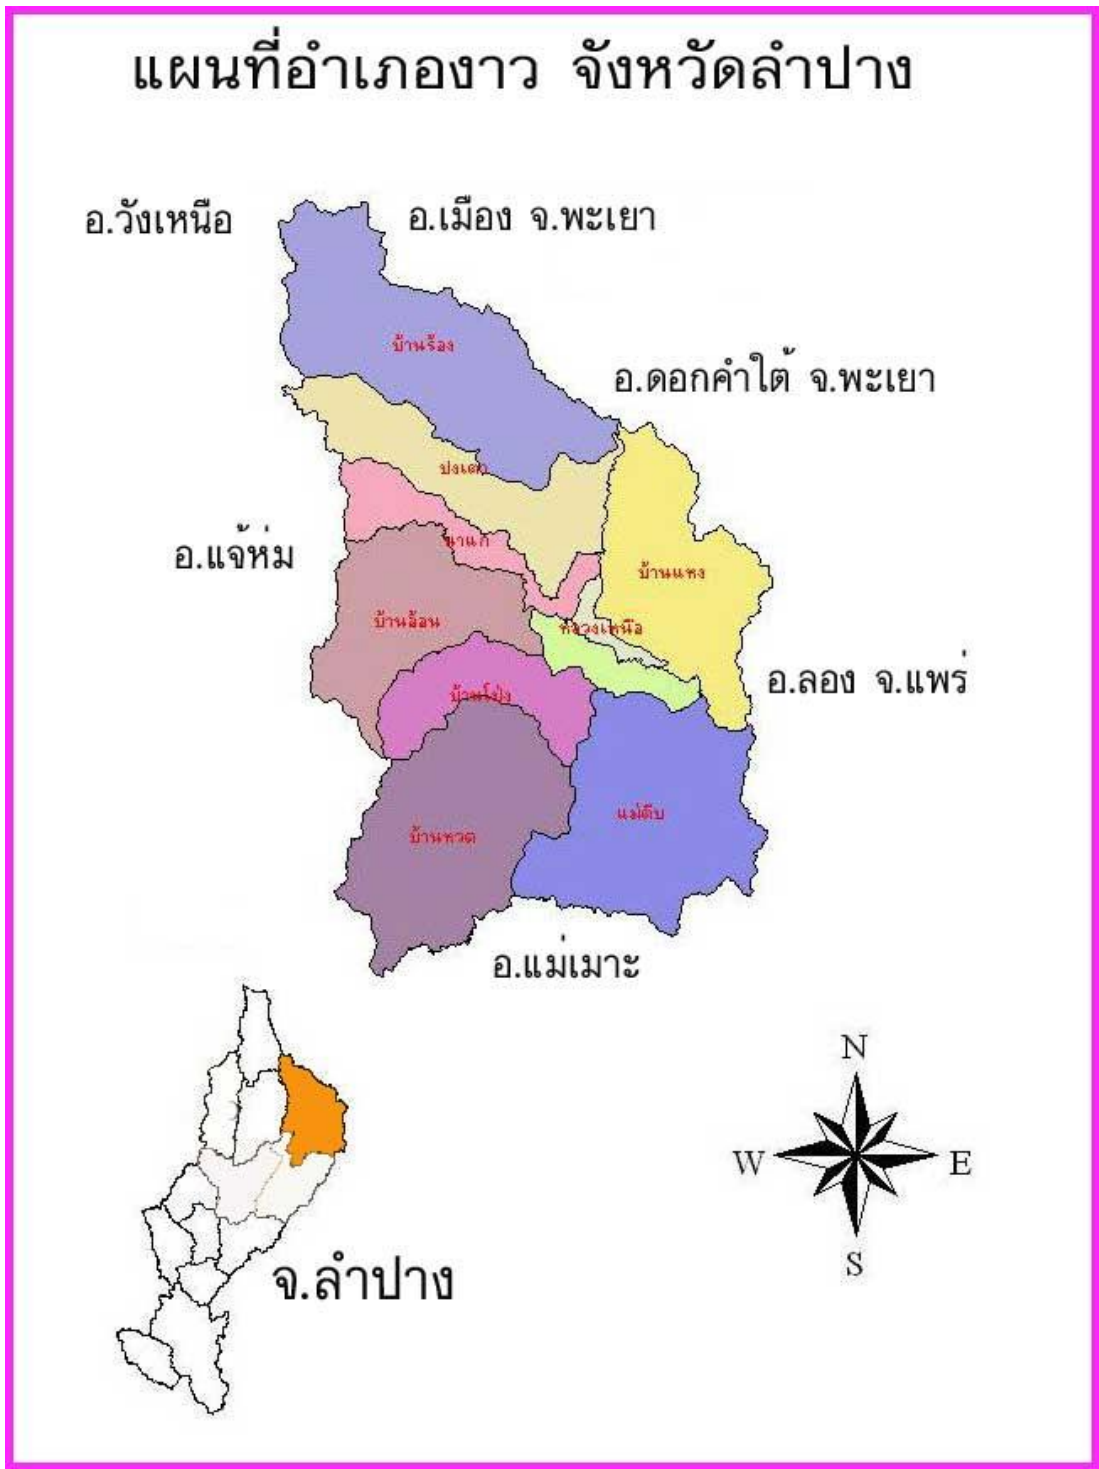 แผนที่อำเภองาว จังหวัดลำปาง
อ.วังเหนือ
อ.เมือง จ.พะเยา
บ้านร้อง
อ.ดอกคำใต้ จ.พะเยา
ปงเตา
อ.แจ้ห่ม
นาแก
บ้านแหง
บ้านอ้อน
หลวงเหนือ
อ.ลอง จ.แพร่
บ้านโป่ง
แม่ตีบ
บ้านหวด
อ.แม่เมาะ
N
W
E
S
จ.ลำปาง